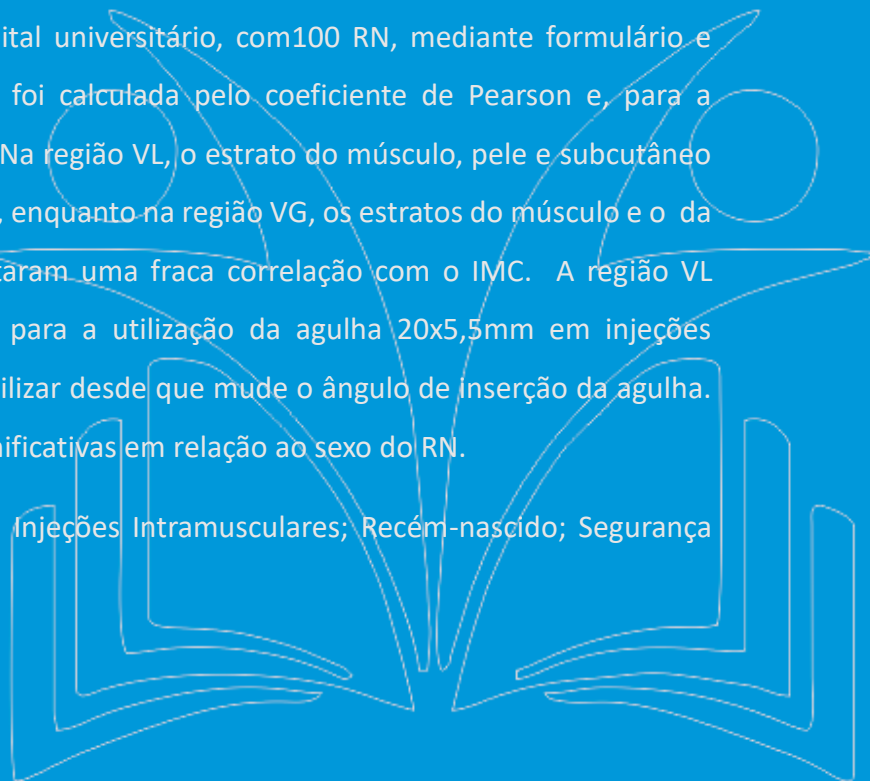 ital universitário, com100 RN, mediante formulário e
foi calculada pelo coeficiente de Pearson e, para a
Na região VL, o estrato do músculo, pele e subcutâneo
, enquanto na região VG, os estratos do músculo e o da
taram uma fraca correlação com o IMC. A região VL
para a utilização da agulha 20x5,5mm em injeções
ilizar desde que mude o ângulo de inserção da agulha.
nificativas em relação ao sexo do RN.
Injeções Intramusculares; Recém-nascido; Segurança